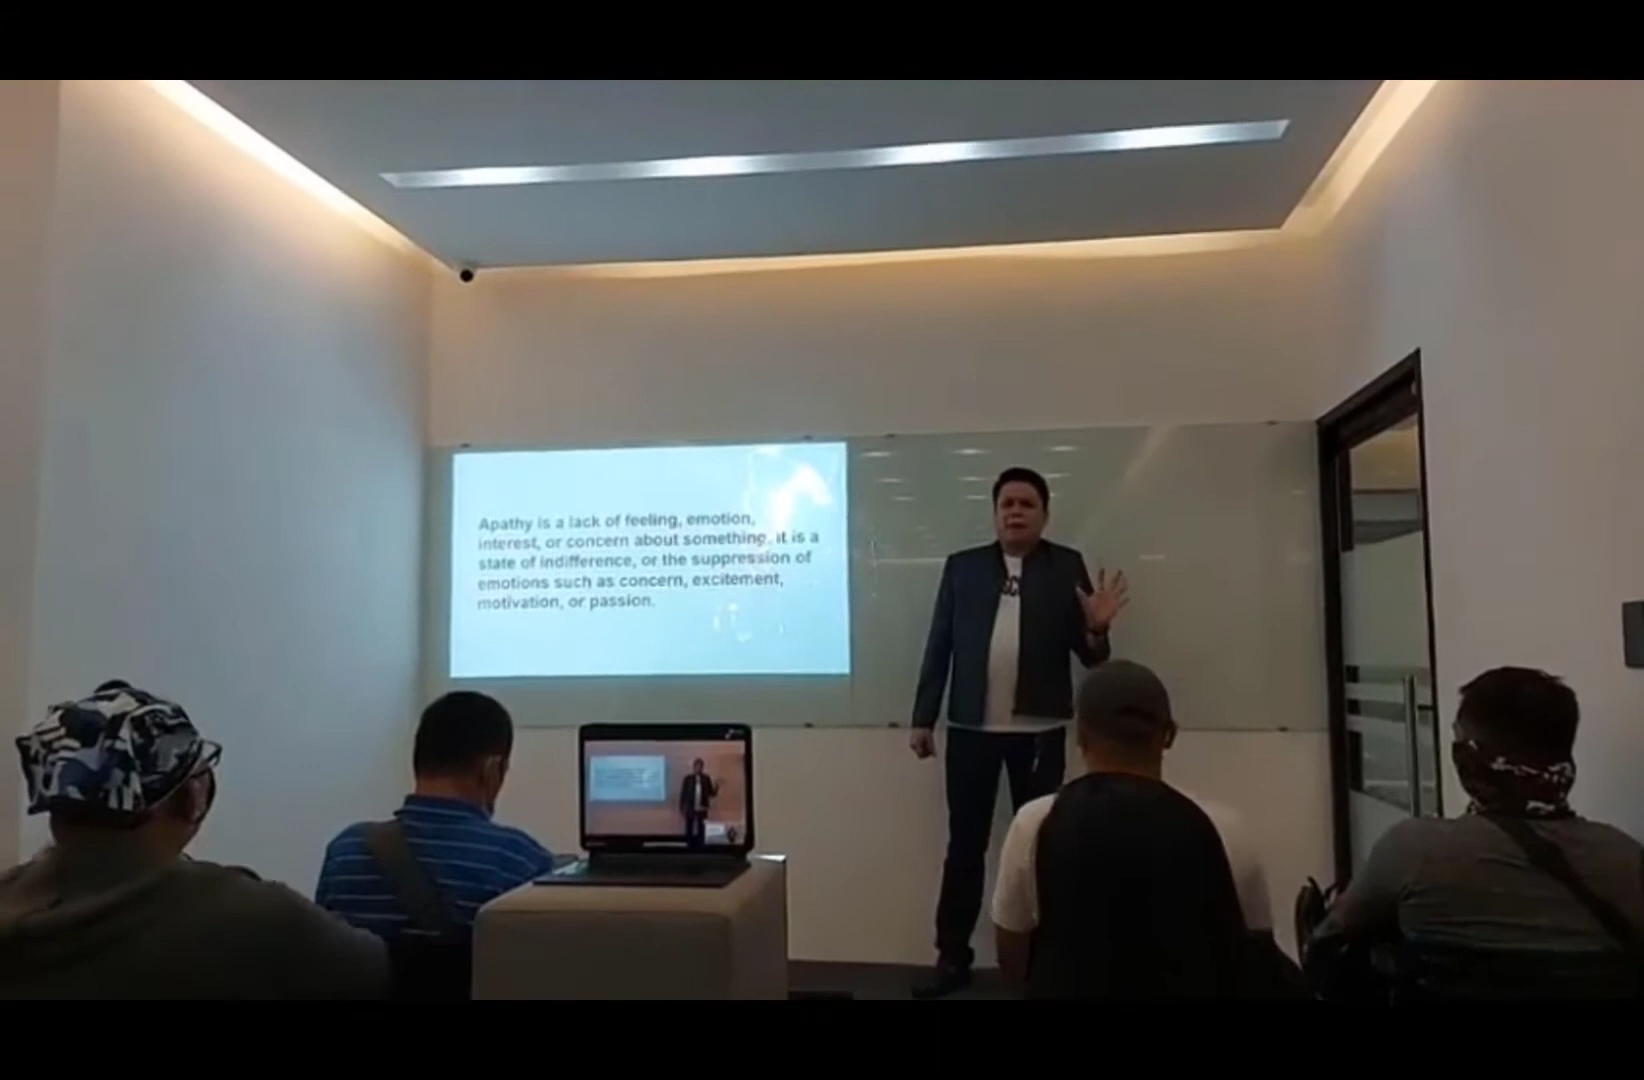 Apathy is a lack of feeling, emotion,
interest, or concern about something. it is a
state of indifference, or the suppression of
emotions such as concern, excitement,
motivation, or passion.